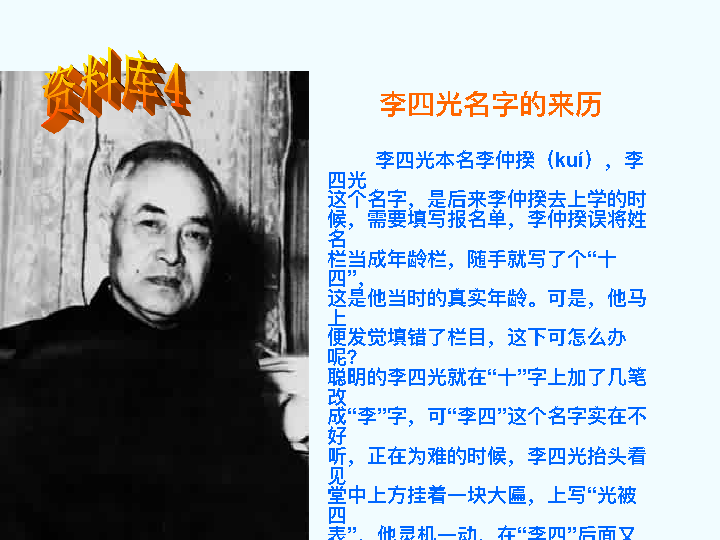 资料库4
李四光名字的来历
李四光本名李仲揆（kuí），李
四光
这个名字，是后来李仲揆去上学的时
候，需要填写报名单，李仲揆误将姓
名
栏当成年龄栏，随手就写了个“十
四”，
这是他当时的真实年龄。可是，他马
上
便发觉填错了栏目，这下可怎么办
呢？
聪明的李四光就在“十”字上加了几笔
改
成“李”字，可“李四”这个名字实在不
好
听，正在为难的时候，李四光抬头看
见
堂中上方挂着一块大匾，上写“光被
四
表”，他灵机一动，在“李四”后面又